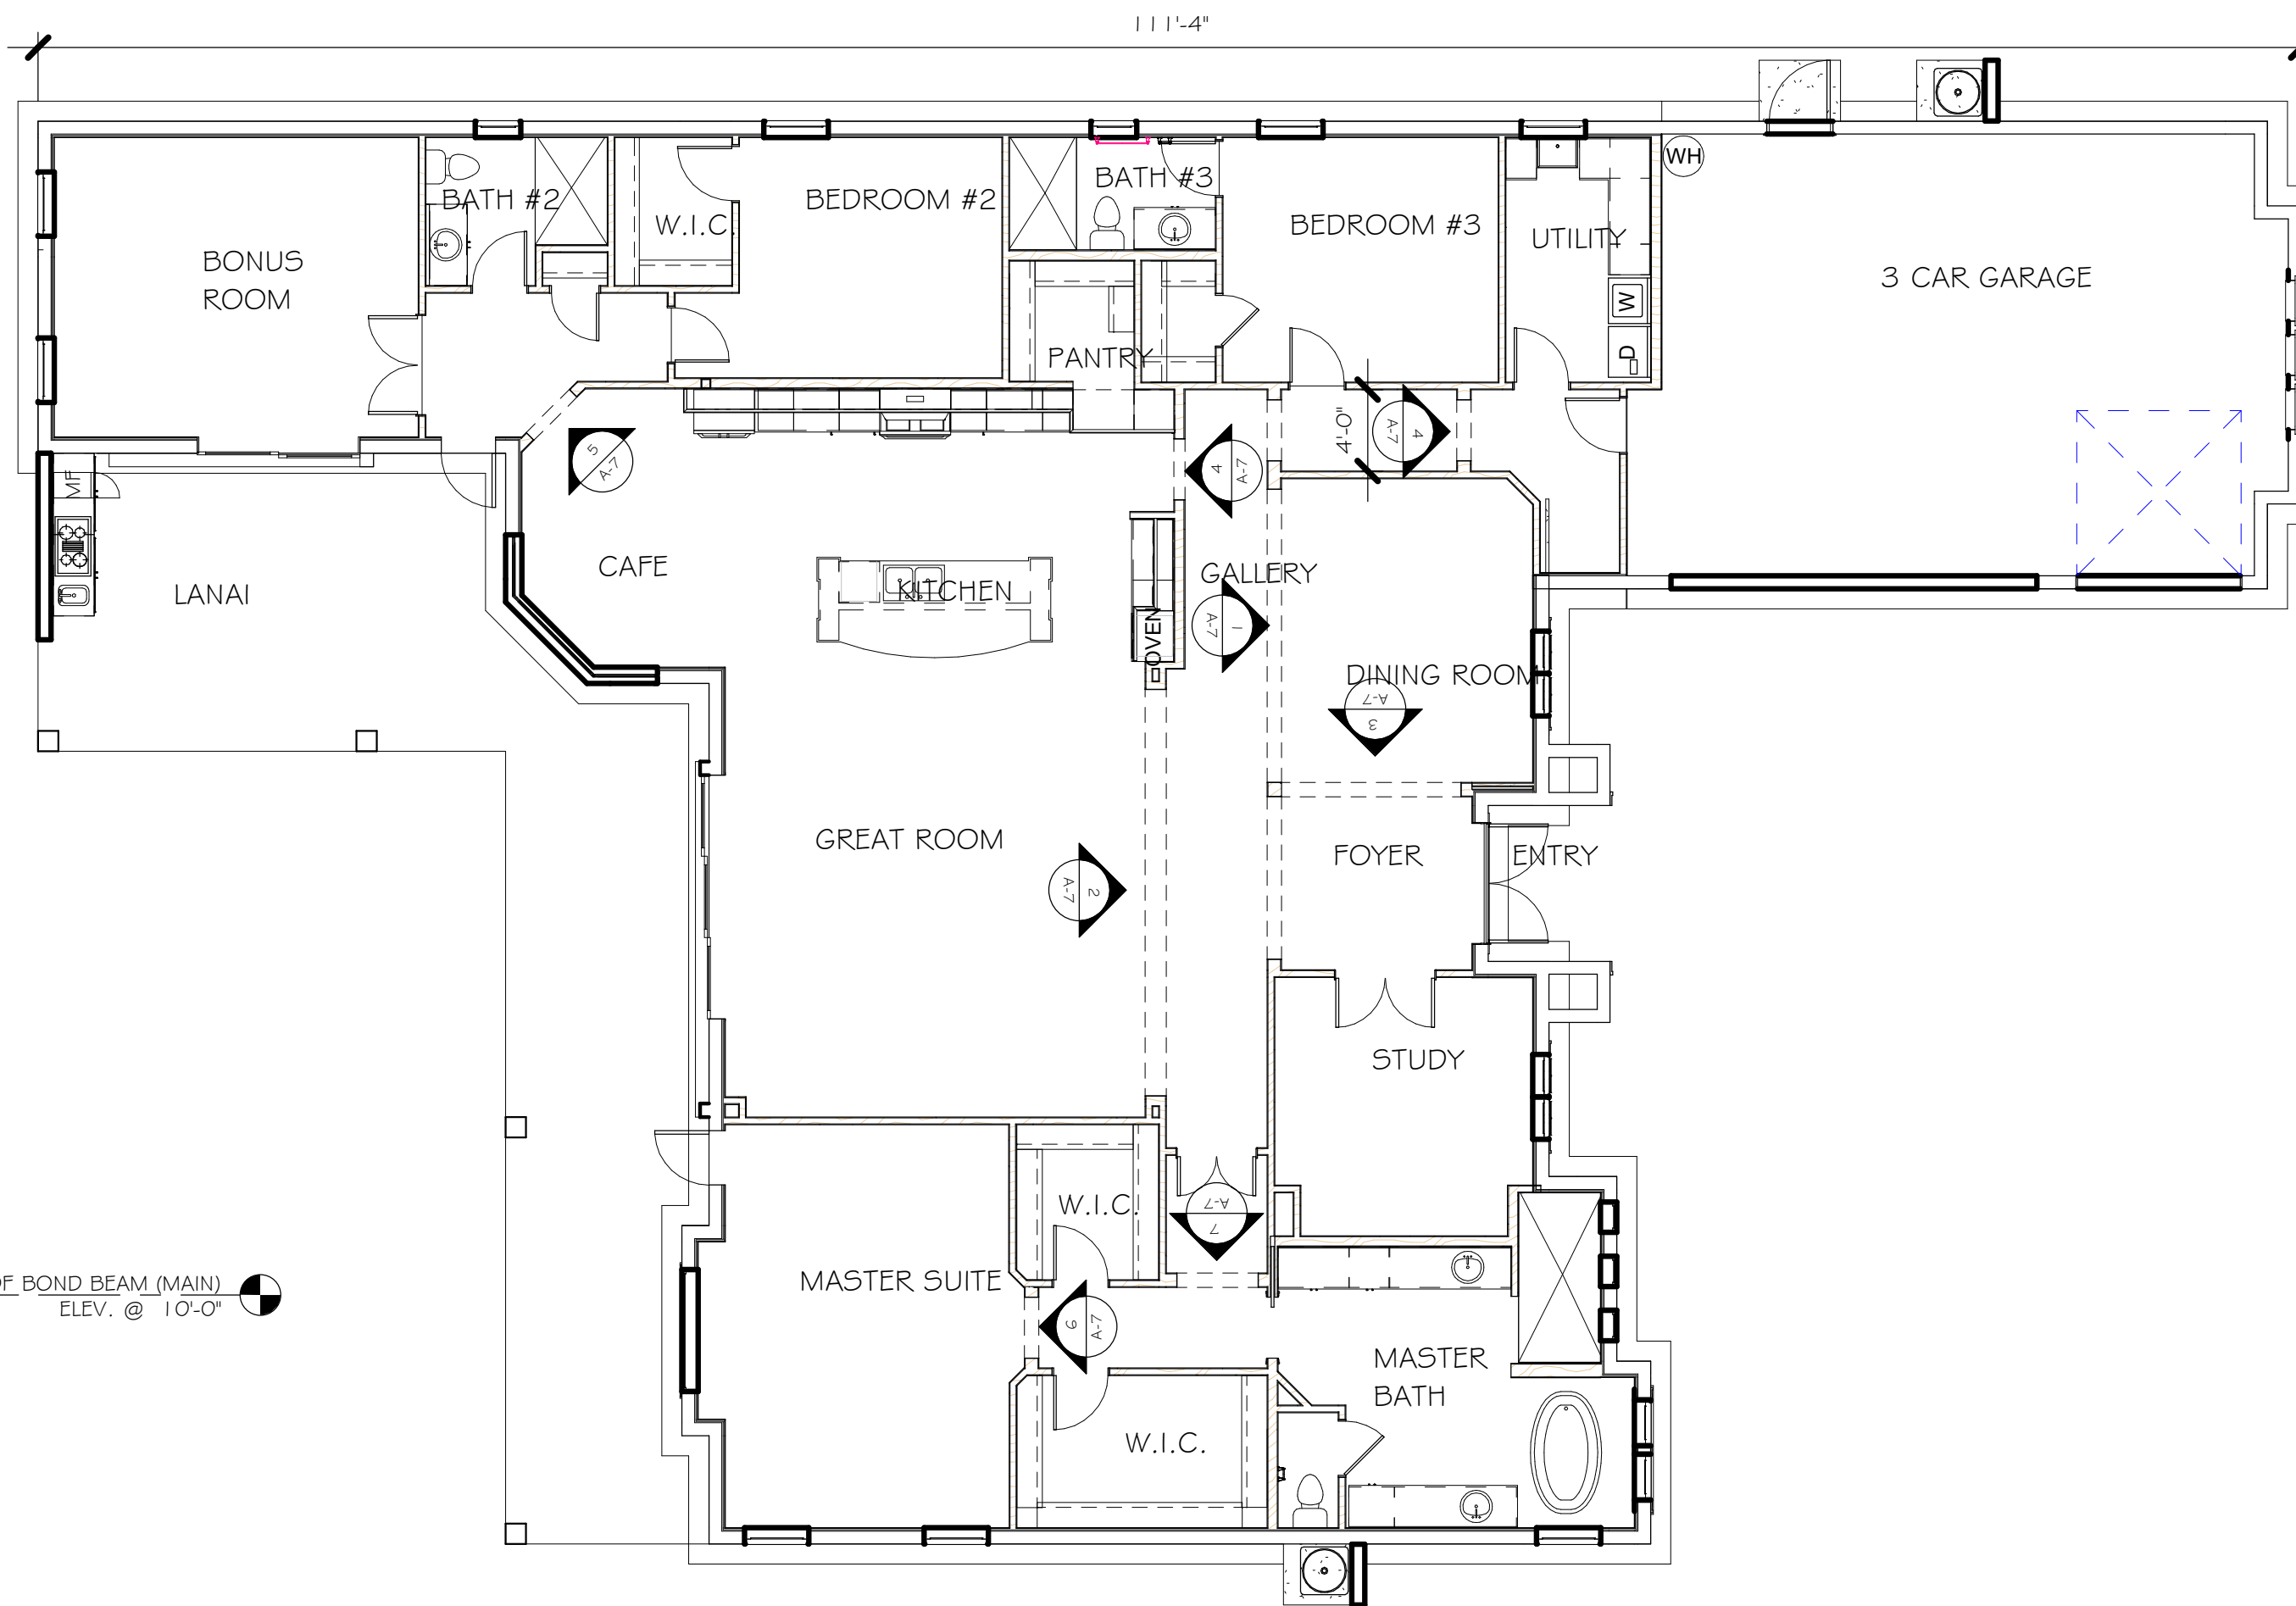 111'-4"
WH
BATH #3
BATH #2
BEDROOM #2
W.I.C.
BEDROOM #3
UTILITY
BONUS
ROOM
3 CAR GARAGE
W
D
PANTRY
4'-0"
4
A-7
5
A-7
4
A-7
MF
CAFE
KITCHEN
GALLERY
LANAI
OVEN
1
A-7
DINING ROOM
A-7
3
GREAT ROOM
FOYER
ENTRY
2
A-7
STUDY
W.I.C.
A-7
7
MASTER SUITE
OF BOND BEAM (MAIN)
ELEV. @ 10'-0"
6
A-7
MASTER
BATH
W.I.C.